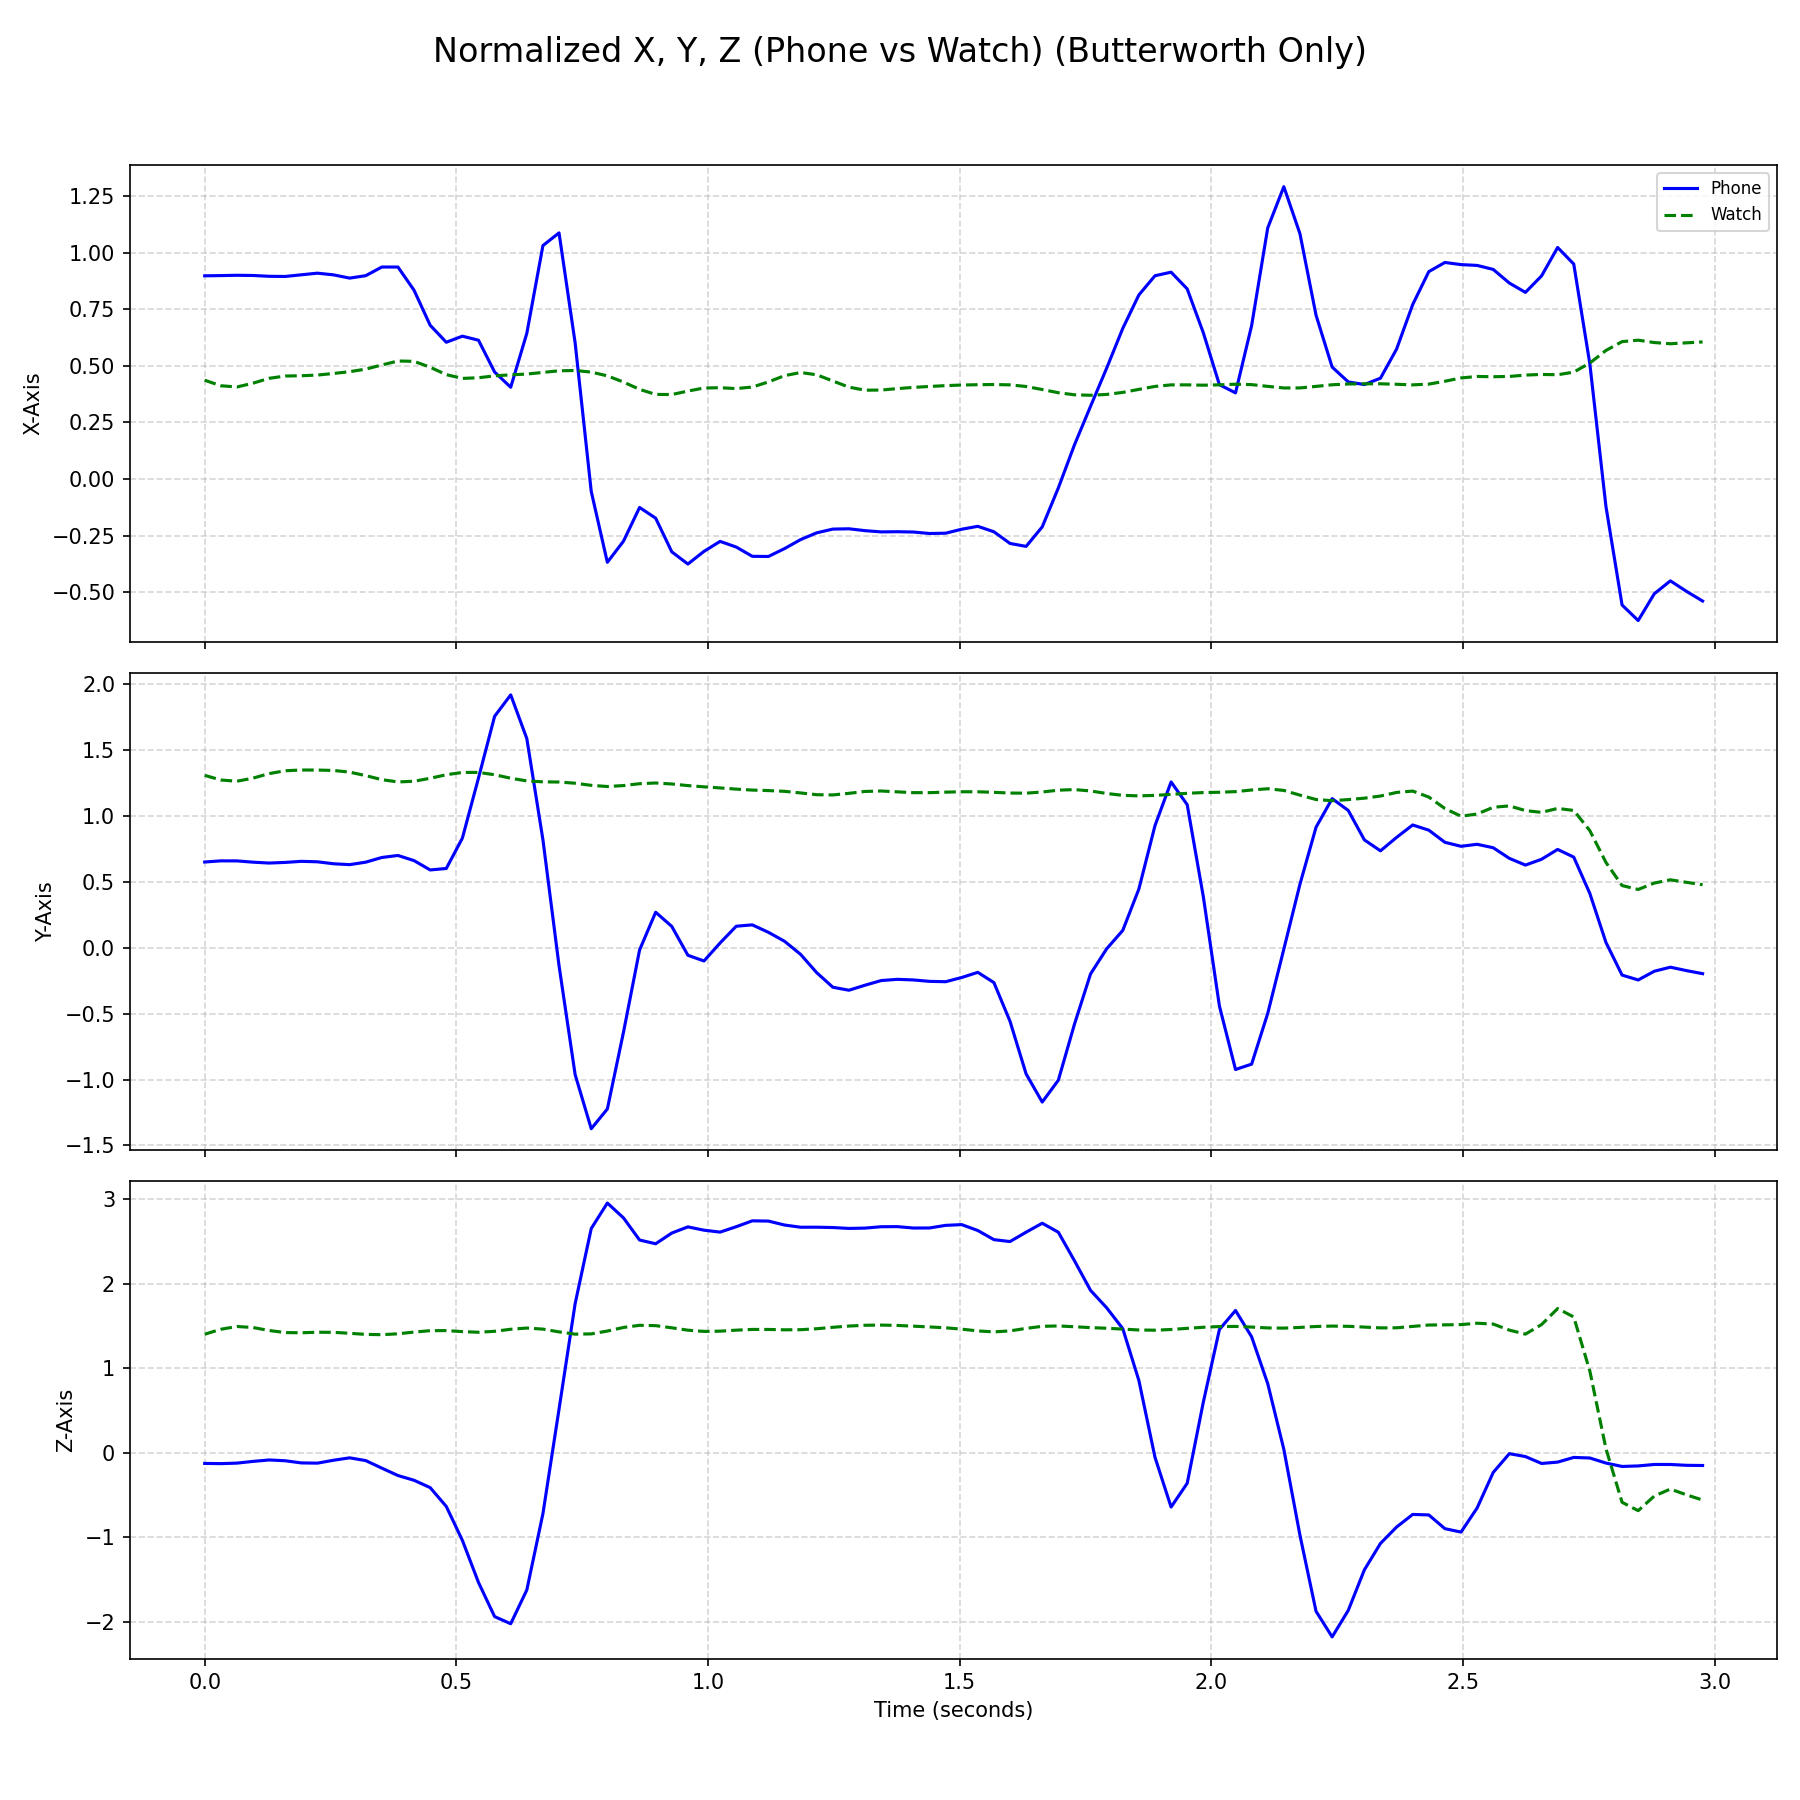 Normalized X, Y, Z (Phone vs Watch) (Butterworth Only)
Phone
Watch
X-Axis
1.25
1.00
0.75
0.50
0.25
0.00
−0.25
−0.50
Y-Axis
2.0
1.5
1.0
0.5
0.0
−0.5
−1.0
−1.5
Z-Axis
3
2
1
0
−1
−2
0.0 0.5 1.0 1.5 2.0 2.5 3.0
Time (seconds)